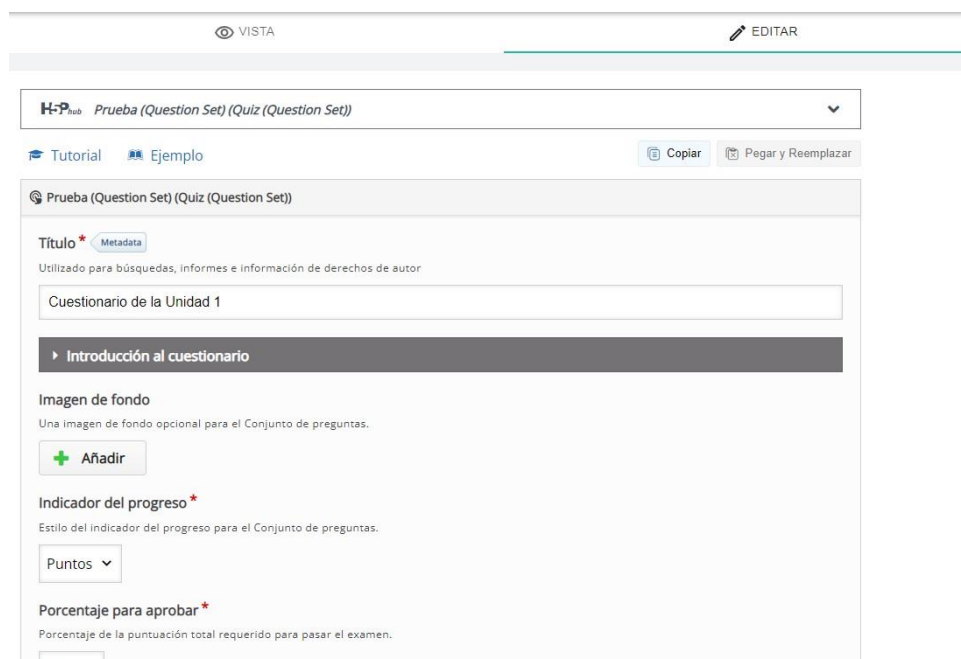 VISTA
EDITAR
H5Phub Prueba (Question Set) (Quiz (Question Set))
Tutorial Ejemplo Copiar Pegar y Reemplazar
Prueba (Question Set) (Quiz (Question Set))
Título * Metadata
Utilizado para búsquedas, informes e información de derechos de autor
Cuestionario de la Unidad 1
Introducción al cuestionario
Imagen de fondo
Una imagen de fondo opcional para el Conjunto de preguntas.
Añadir
Indicador del progreso *
Estilo del indicador del progreso para el Conjunto de preguntas.
Puntos
Porcentaje para aprobar *
Porcentaje de la puntuación total requerido para pasar el examen.